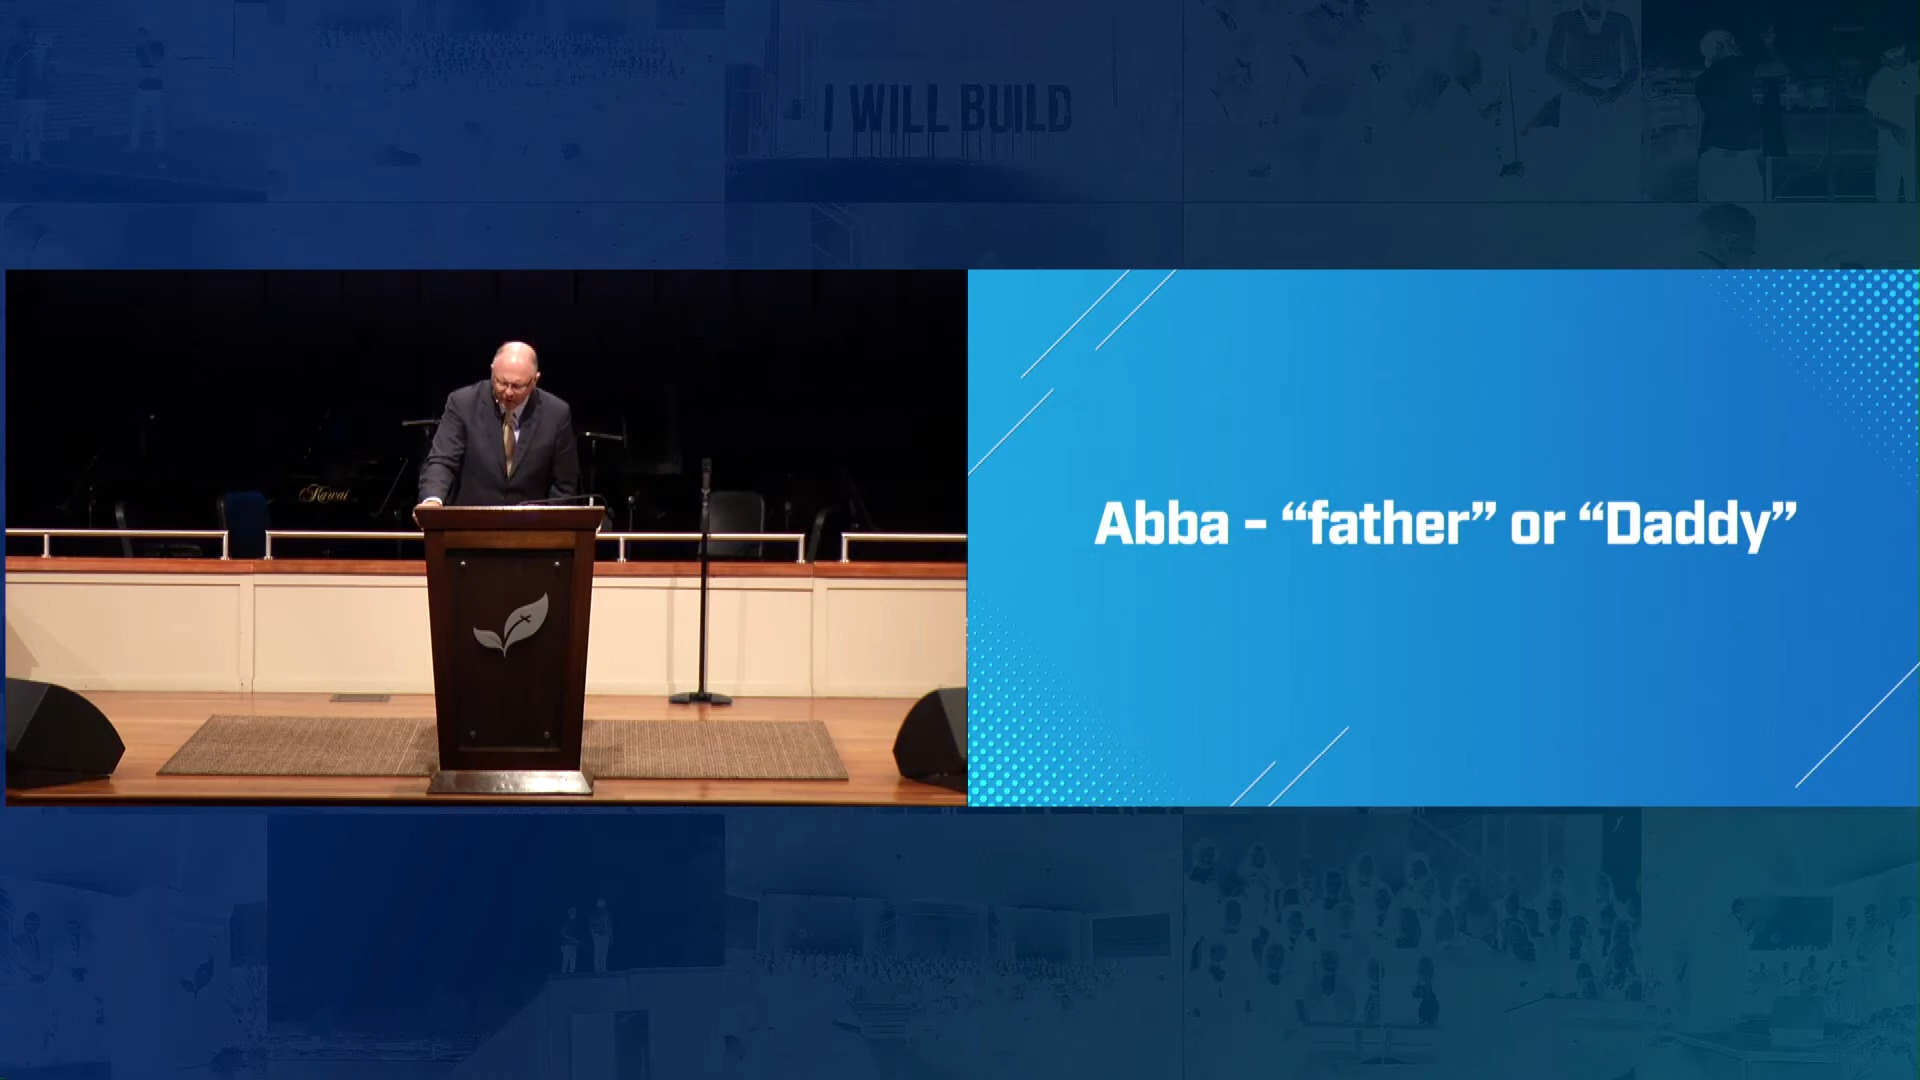 I WILL BUILD
Kawai
Abba - “father” or “Daddy”